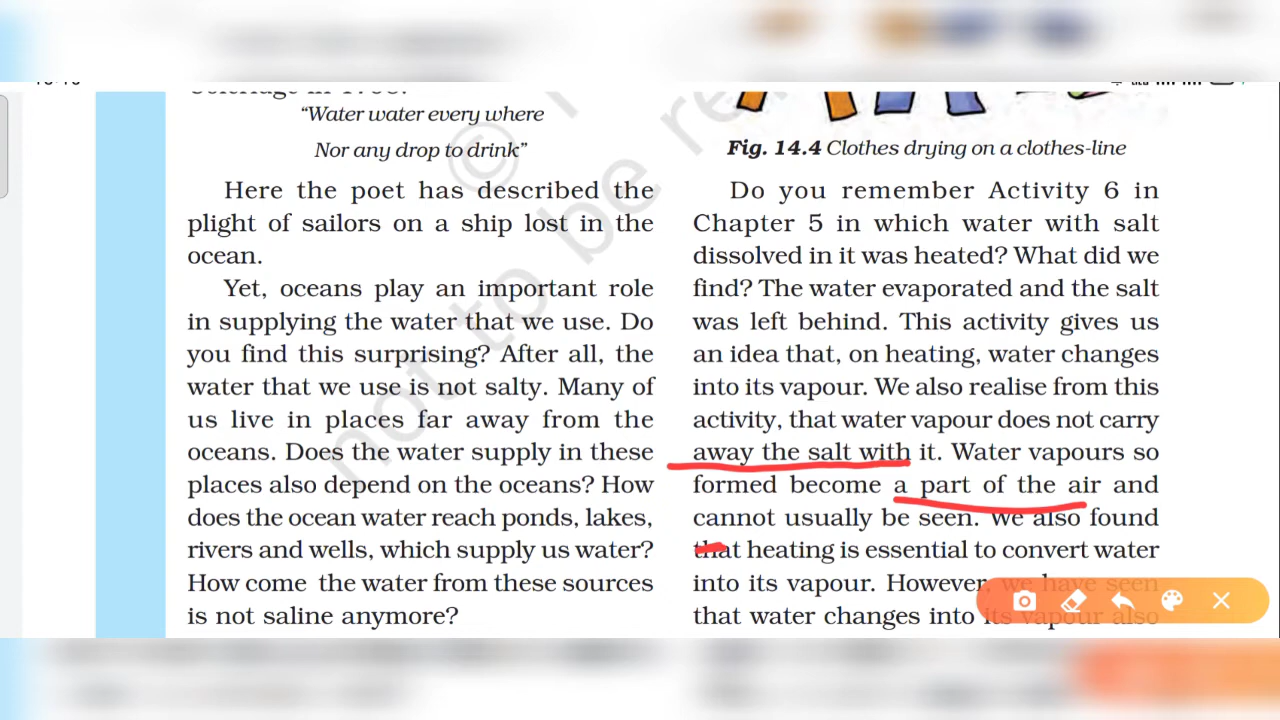 "Water water every where
Nor any drop to drink"
Here the poet has described the
plight of sailors on a ship lost in the
ocean.
Yet, oceans play an important role
in supplying the water that we use. Do
you find this surprising? After all, the
water that we use is not salty. Many of
us live in places far away from the
oceans. Does the water supply in these
places also depend on the oceans? How
does the ocean water reach ponds, lakes,
rivers and wells, which supply us water?
How come the water from these sources
is not saline anymore?
Fig. 14.4 Clothes drying on a clothes-line
Do you remember Activity 6 in
Chapter 5 in which water with salt
dissolved in it was heated? What did we
find? The water evaporated and the salt
was left behind. This activity gives us
an idea that, on heating, water changes
into its vapour. We also realise from this
activity, that water vapour does not carry
away the salt with it. Water vapours so
formed become a part of the air and
cannot usually be seen. We also found
that heating is essential to convert water
into its vapour. However, we have seen
that water changes into its vapour also
not to be re